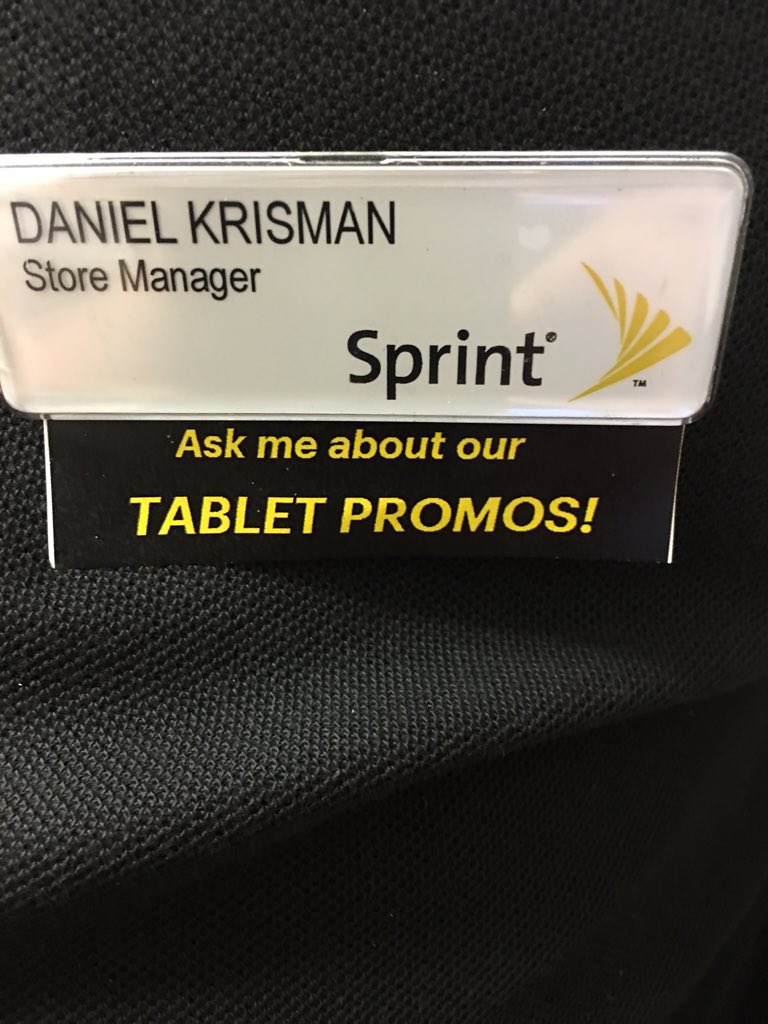 DANIEL KRISMAN
Store Manager
Sprint®
™
Ask me about our
TABLET PROMOS!